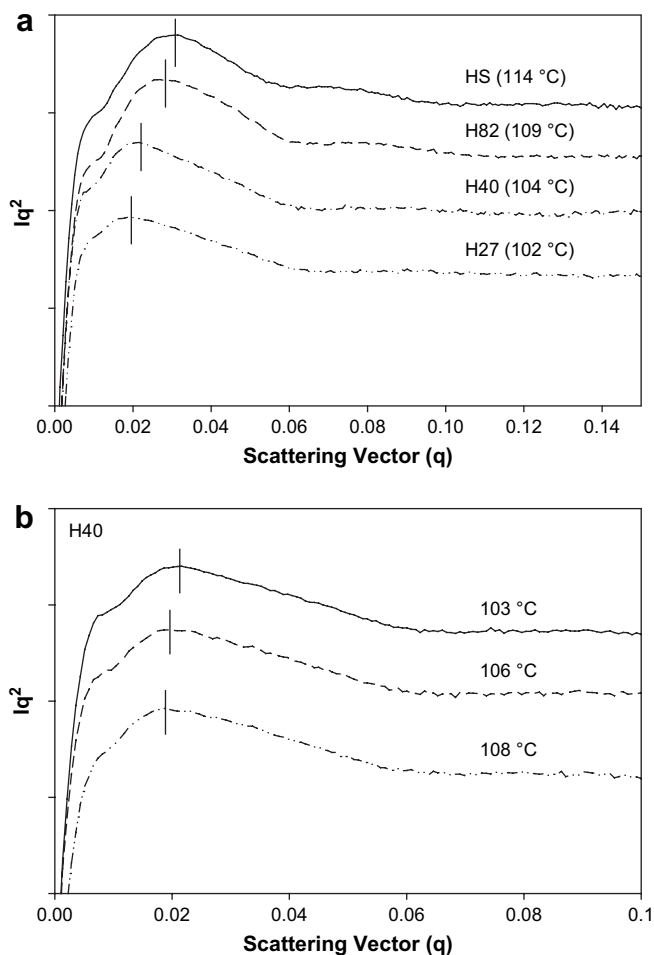 a
HS (114 °C)
H82 (109 °C)
H40 (104 °C)
H27 (102 °C)
Iq²
0.00 0.02 0.04 0.06 0.08 0.10 0.12 0.14
Scattering Vector (q)
b
H40
103 °C
106 °C
108 °C
Iq²
0.00 0.02 0.04 0.06 0.08 0.1
Scattering Vector (q)